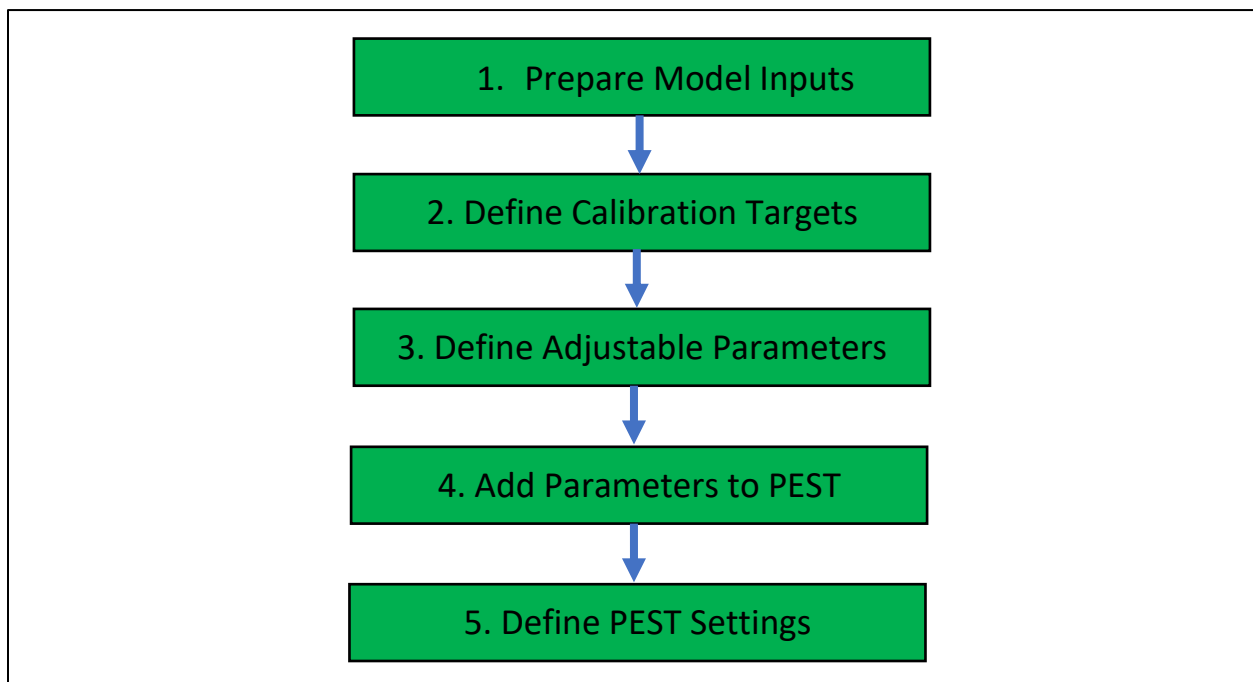 1. Prepare Model Inputs
2. Define Calibration Targets
3. Define Adjustable Parameters
4. Add Parameters to PEST
5. Define PEST Settings